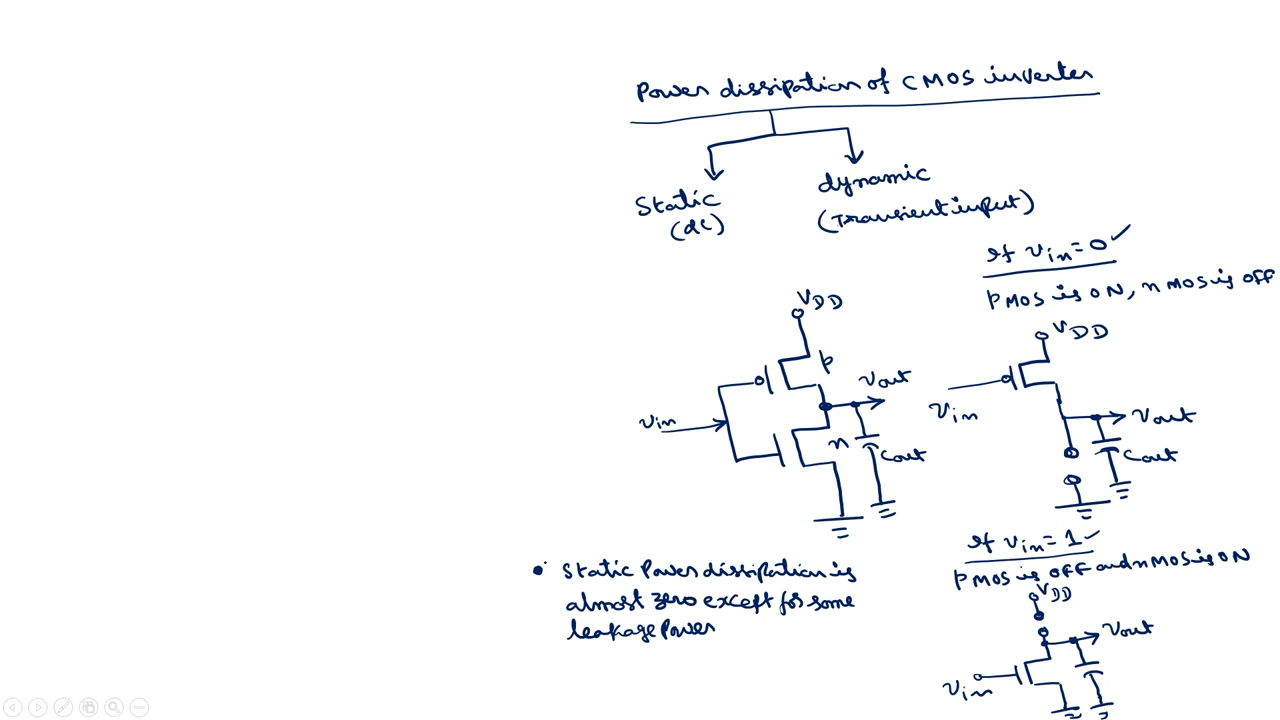 Power dissipation of CMOS inverter
Static
(dc)
dynamic
(Transient input)
If Vin = 0 ✓
PMOS is ON, nMOS is OFF
VDD
p
Vout
Vin
n
Cout
VDD
Vin
Vout
Cout
• Static Power dissipation is
almost zero except for some
leakage Power
If Vin = 1 ✓
PMOS is OFF and nMOS is ON
VDD
Vout
Vin